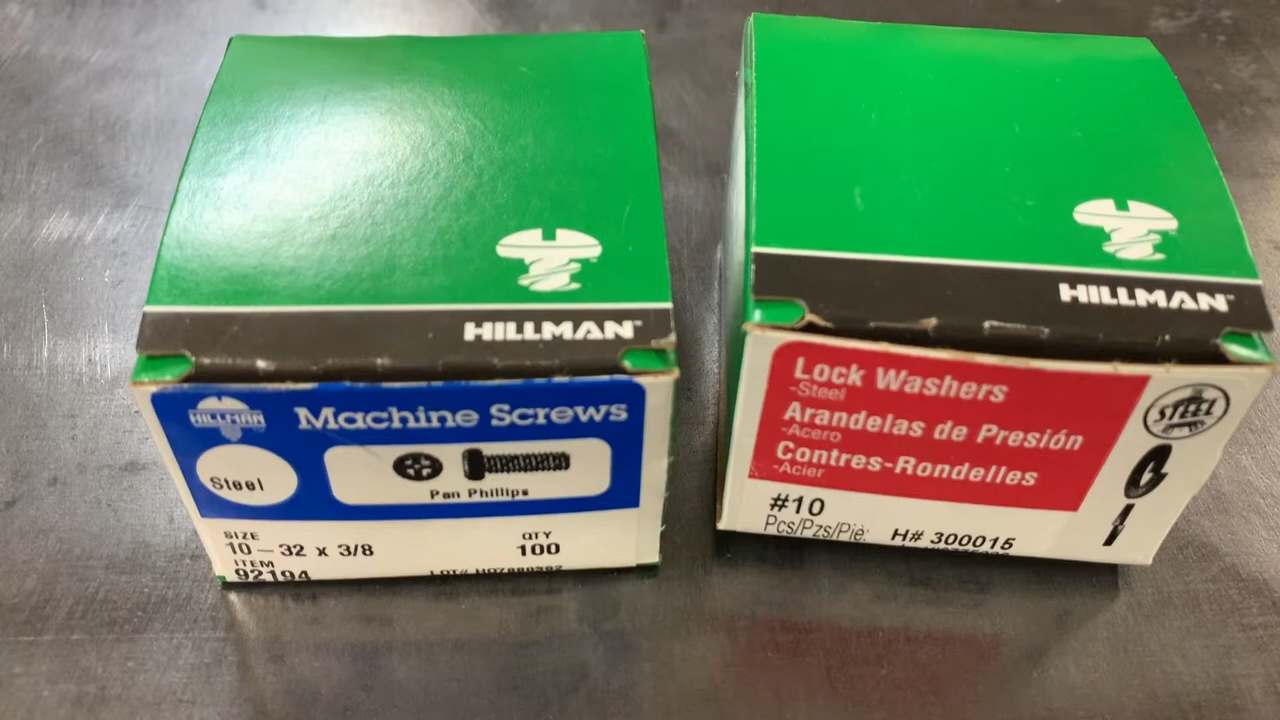 HILLMAN
HILLMAN
Machine Screws
Steel
Pan Phillips
SIZE
10 - 32 x 3/8
QTY
100
ITEM
92194
HILLMAN
Lock Washers
-Steel
Arandelas de Presión
-Acero
Contres-Rondelles
-Acier
STEEL
#10
Pcs/Pzs/Piè:
H# 300015